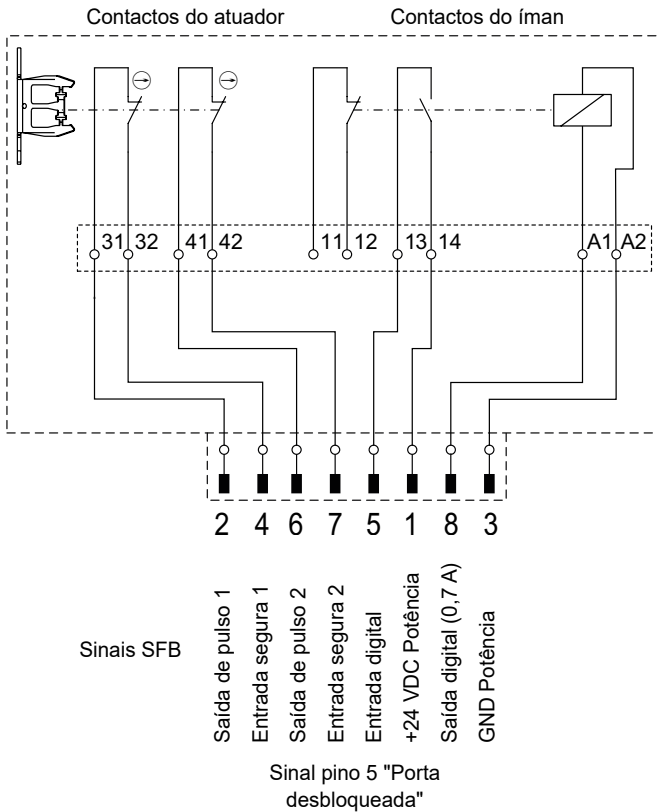 Contactos do atuador Contactos do íman
31 32 41 42 11 12 13 14 A1 A2
2 4 6 7 5 1 8 3
Sinais SFB
Saída de pulso 1
Entrada segura 1
Saída de pulso 2
Entrada segura 2
Entrada digital
+24 VDC Potência
Saída digital (0,7 A)
GND Potência
Sinal pino 5 "Porta
desbloqueada"